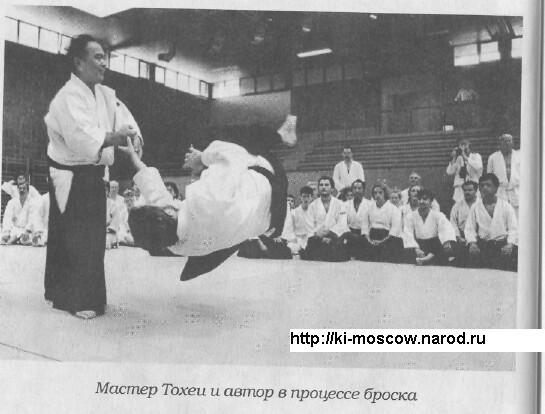 http://ki-moscow.narod.ru
Мастер Тохеи и автор в процессе броска